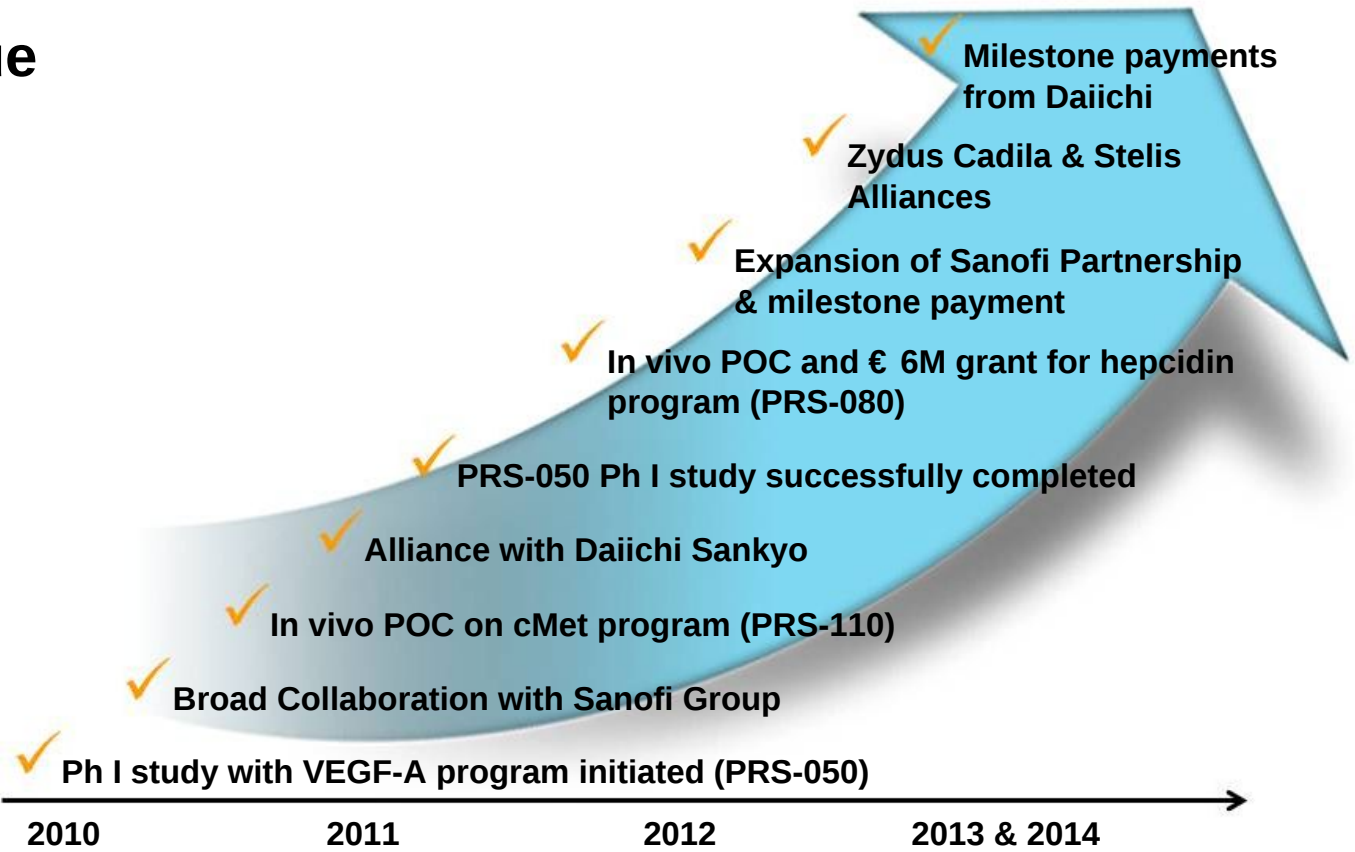 Milestone payments
from Daiichi
Zydus Cadila & Stelis
Alliances
Expansion of Sanofi Partnership
& milestone payment
In vivo POC and € 6M grant for hepcidin
program (PRS-080)
PRS-050 Ph I study successfully completed
Alliance with Daiichi Sankyo
In vivo POC on cMet program (PRS-110)
Broad Collaboration with Sanofi Group
Ph I study with VEGF-A program initiated (PRS-050)
2010 2011 2012 2013 & 2014